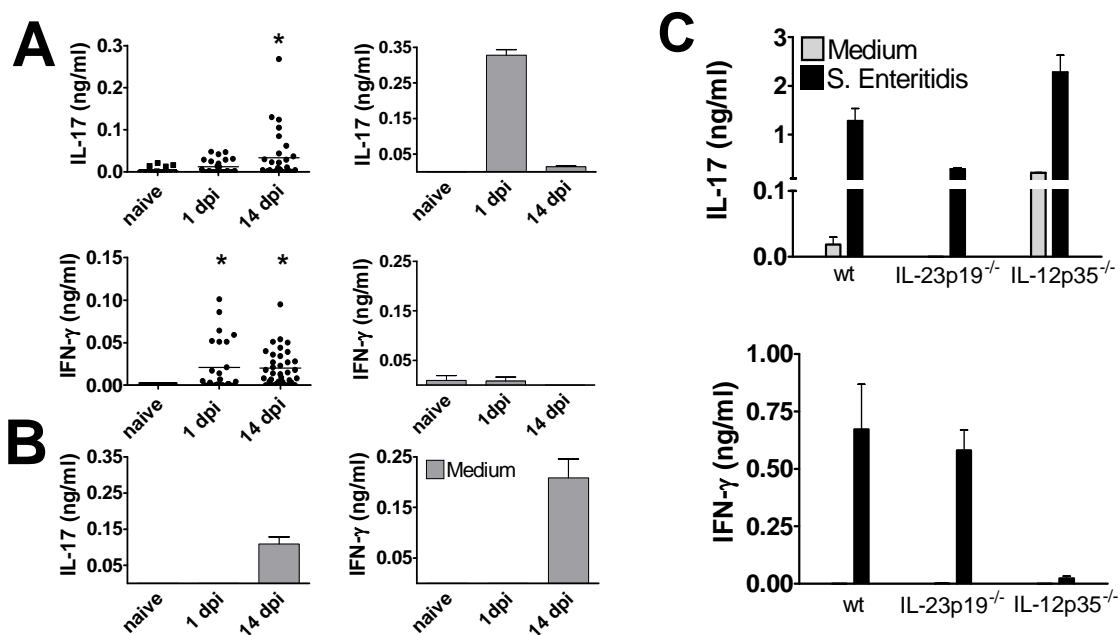 A
IL-17 (ng/ml)
0.3
0.2
0.1
0.0
*
naive
1 dpi
14 dpi
IL-17 (ng/ml)
0.35
0.25
0.15
0.05
naive
1 dpi
14 dpi
IFN-γ (ng/ml)
0.15
0.10
0.05
0.00
*
*
naive
1 dpi
14 dpi
IFN-γ (ng/ml)
0.25
0.15
0.05
naive
1dpi
14 dpi
B
IL-17 (ng/ml)
0.35
0.25
0.15
0.05
naive
1 dpi
14 dpi
IFN-γ (ng/ml)
0.25
0.15
0.05
Medium
naive
1 dpi
14 dpi
C
IL-17 (ng/ml)
3
2
1
0.1
0.0
Medium
S. Enteritidis
wt
IL-23p19-/-
IL-12p35-/-
IFN-γ (ng/ml)
1.00
0.75
0.50
0.25
0.00
wt
IL-23p19-/-
IL-12p35-/-